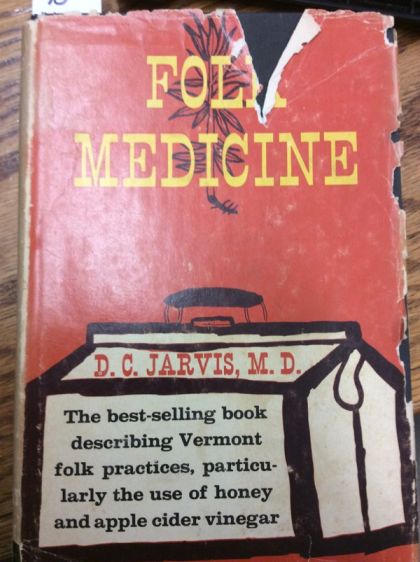 FOLK
MEDICINE
D. C. JARVIS, M. D.
The best-selling book
describing Vermont
folk practices, particu-
larly the use of honey
and apple cider vinegar